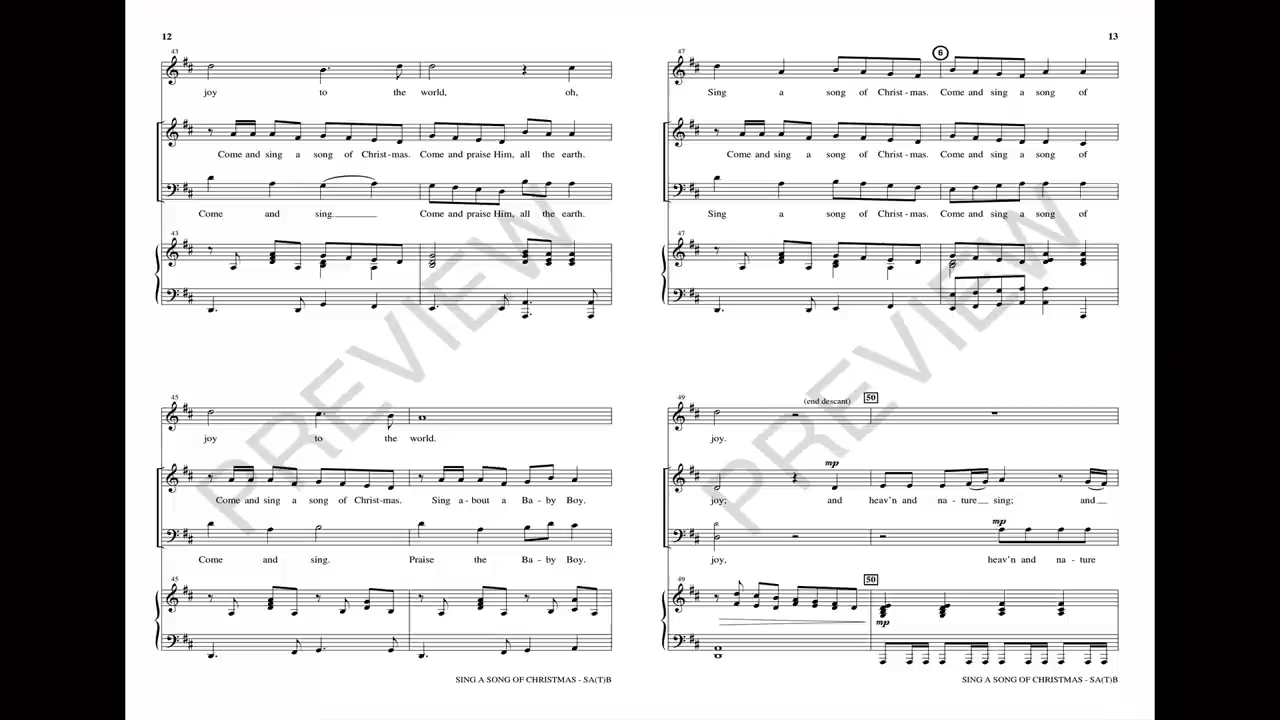 12
43
joy to the world, oh,
Come and sing a song of Christ - mas. Come and praise Him, all the earth.
Come and sing. Come and praise Him, all the earth.
43
45
joy to the world.
Come and sing a song of Christ - mas. Sing a - bout a Ba - by Boy.
Come and sing. Praise the Ba - by Boy.
45
SING A SONG OF CHRISTMAS - SA(T)B
13
47
6
Sing a song of Christ - mas. Come and sing a song of
Come and sing a song of Christ - mas. Come and sing a song of
Sing a song of Christ - mas. Come and sing a song of
47
49
(end descant)
50
joy.
mp
joy; and heav'n and na - ture sing; and
mp
joy, heav'n and na - ture
49
50
mp
SING A SONG OF CHRISTMAS - SA(T)B
PREVIEW
PREVIEW